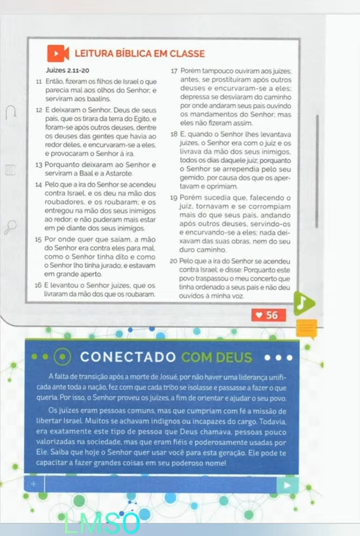 LEITURA BÍBLICA EM CLASSE
Juízes 2.11-20
11 Então, fizeram os filhos de Israel o que
parecia mal aos olhos do Senhor; e
serviram aos baalins.
12 E deixaram o Senhor, Deus de seus
pais, que os tirara da terra do Egito, e
foram-se após outros deuses, dentre
os deuses das gentes que havia ao
redor deles, e encurvaram-se a eles,
e provocaram o Senhor à ira.
13 Porquanto deixaram ao Senhor e
serviram a Baal e a Astarote.
14 Pelo que a ira do Senhor se acendeu
contra Israel, e os deu na mão dos
roubadores, e os roubaram; e os
entregou na mão dos seus inimigos
ao redor; e não puderam mais estar
em pé diante dos seus inimigos.
15 Por onde quer que saíam, a mão
do Senhor era contra eles para mal,
como o Senhor tinha dito e como
o Senhor lho tinha jurado; e estavam
em grande aperto.
16 E levantou o Senhor juízes, que os
livraram da mão dos que os roubaram.
17 Porém tampouco ouviram aos juízes;
antes, se prostituíram após outros
deuses e encurvaram-se a eles;
depressa se desviaram do caminho
por onde andaram seus pais ouvindo
os mandamentos do Senhor; mas
eles não fizeram assim.
18 E, quando o Senhor lhes levantava
juízes, o Senhor era com o juiz e os
livrava da mão dos seus inimigos,
todos os dias daquele juiz; porquanto
o Senhor se arrependia pelo seu
gemido, por causa dos que os aper-
tavam e oprimiam.
19 Porém sucedia que, falecendo o
juiz, tornavam e se corrompiam
mais do que seus pais, andando
após outros deuses, servindo-os
e encurvando-se a eles; nada dei-
xavam das suas obras, nem do seu
duro caminho.
20 Pelo que a ira do Senhor se acendeu
contra Israel; e disse: Porquanto este
povo traspassou o meu concerto que
tinha ordenado a seus pais e não deu
ouvidos à minha voz.
56
CONECTADO COM DEUS
A falta de transição após a morte de Josué, por não haver uma liderança unifi-
cada ante toda a nação, fez com que cada tribo se isolasse e passasse a fazer o que
queria. Por isso, o Senhor proveu os juízes, a fim de orientar e ajudar o seu povo.
Os juízes eram pessoas comuns, mas que cumpriam com fé a missão de
libertar Israel. Muitos se achavam indignos ou incapazes do cargo. Todavia,
era exatamente este tipo de pessoa que Deus chamava, pessoas pouco
valorizadas na sociedade, mas que eram fiéis e poderosamente usadas por
Ele. Saiba que hoje o Senhor quer usar você para esta geração. Ele pode te
capacitar a fazer grandes coisas em seu poderoso nome!
LMSO